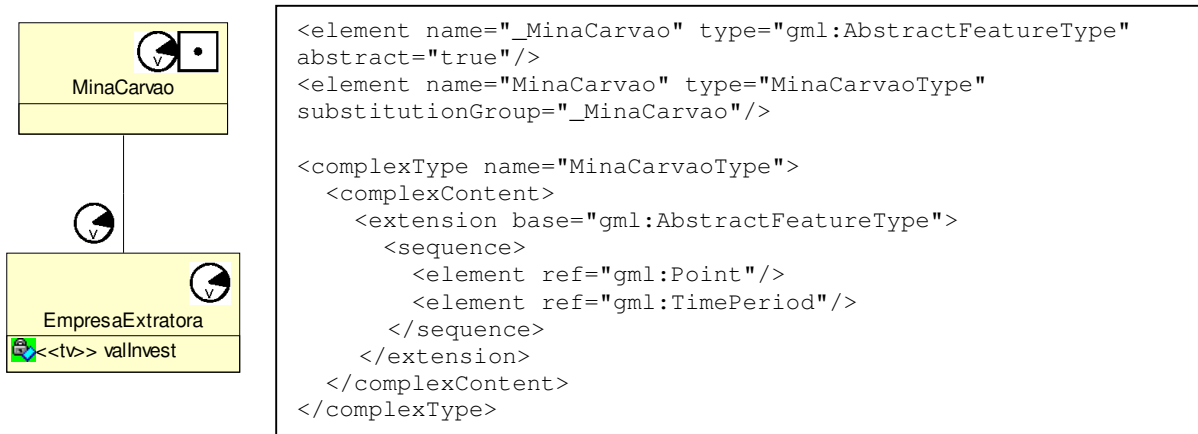 MinaCarvao
v
v
v
EmpresaExtratora
<<tv>> valInvest
<element name="_MinaCarvao" type="gml:AbstractFeatureType"
abstract="true"/>
<element name="MinaCarvao" type="MinaCarvaoType"
substitutionGroup="_MinaCarvao"/>
<complexType name="MinaCarvaoType">
<complexContent>
<extension base="gml:AbstractFeatureType">
<sequence>
<element ref="gml:Point"/>
<element ref="gml:TimePeriod"/>
</sequence>
</extension>
</complexContent>
</complexType>